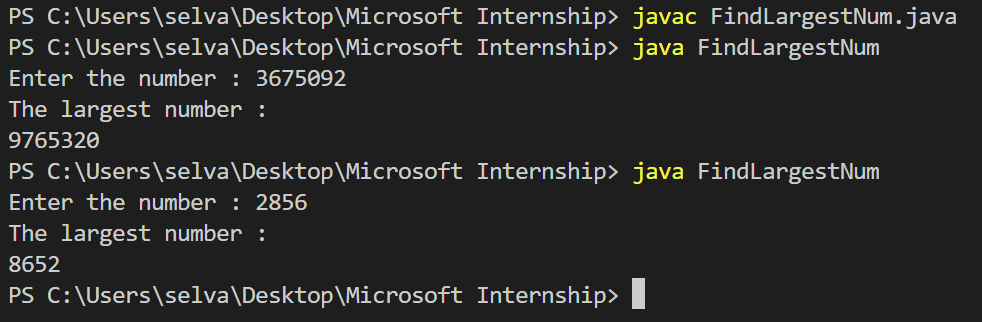 PS C:\Users\selva\Desktop\Microsoft Internship> javac FindLargestNum.java
PS C:\Users\selva\Desktop\Microsoft Internship> java FindLargestNum
Enter the number : 3675092
The largest number :
9765320
PS C:\Users\selva\Desktop\Microsoft Internship> java FindLargestNum
Enter the number : 2856
The largest number :
8652
PS C:\Users\selva\Desktop\Microsoft Internship>